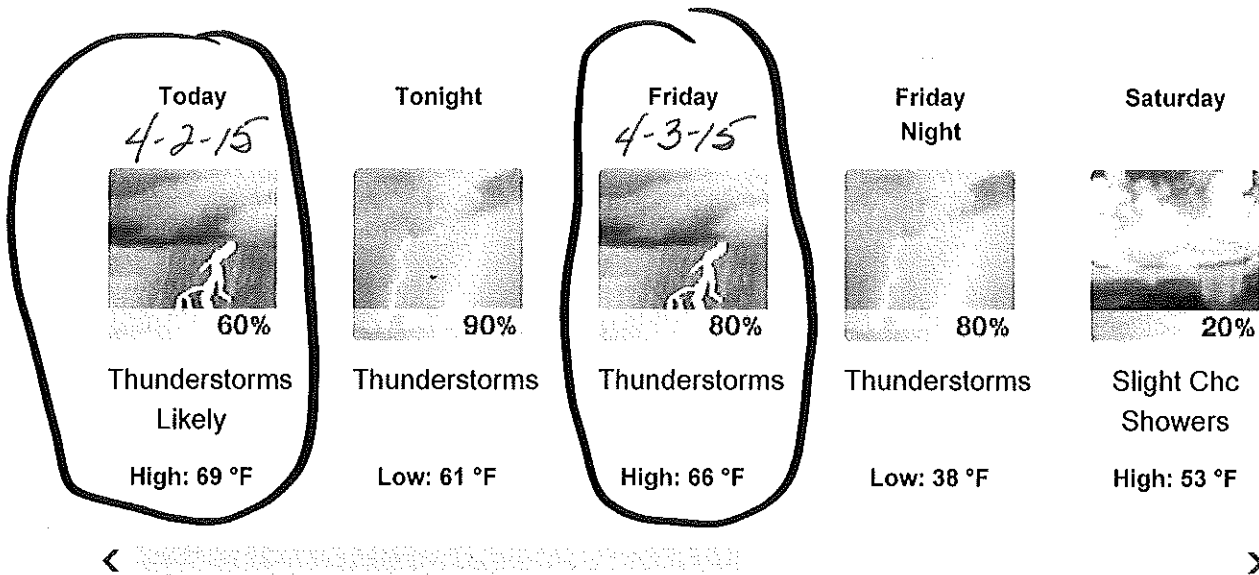 Today
4-2-15
60%
Thunderstorms
Likely
High: 69 °F
Tonight
90%
Thunderstorms
Low: 61 °F
Friday
4-3-15
80%
Thunderstorms
High: 66 °F
Friday
Night
80%
Thunderstorms
Low: 38 °F
Saturday
20%
Slight Chc
Showers
High: 53 °F